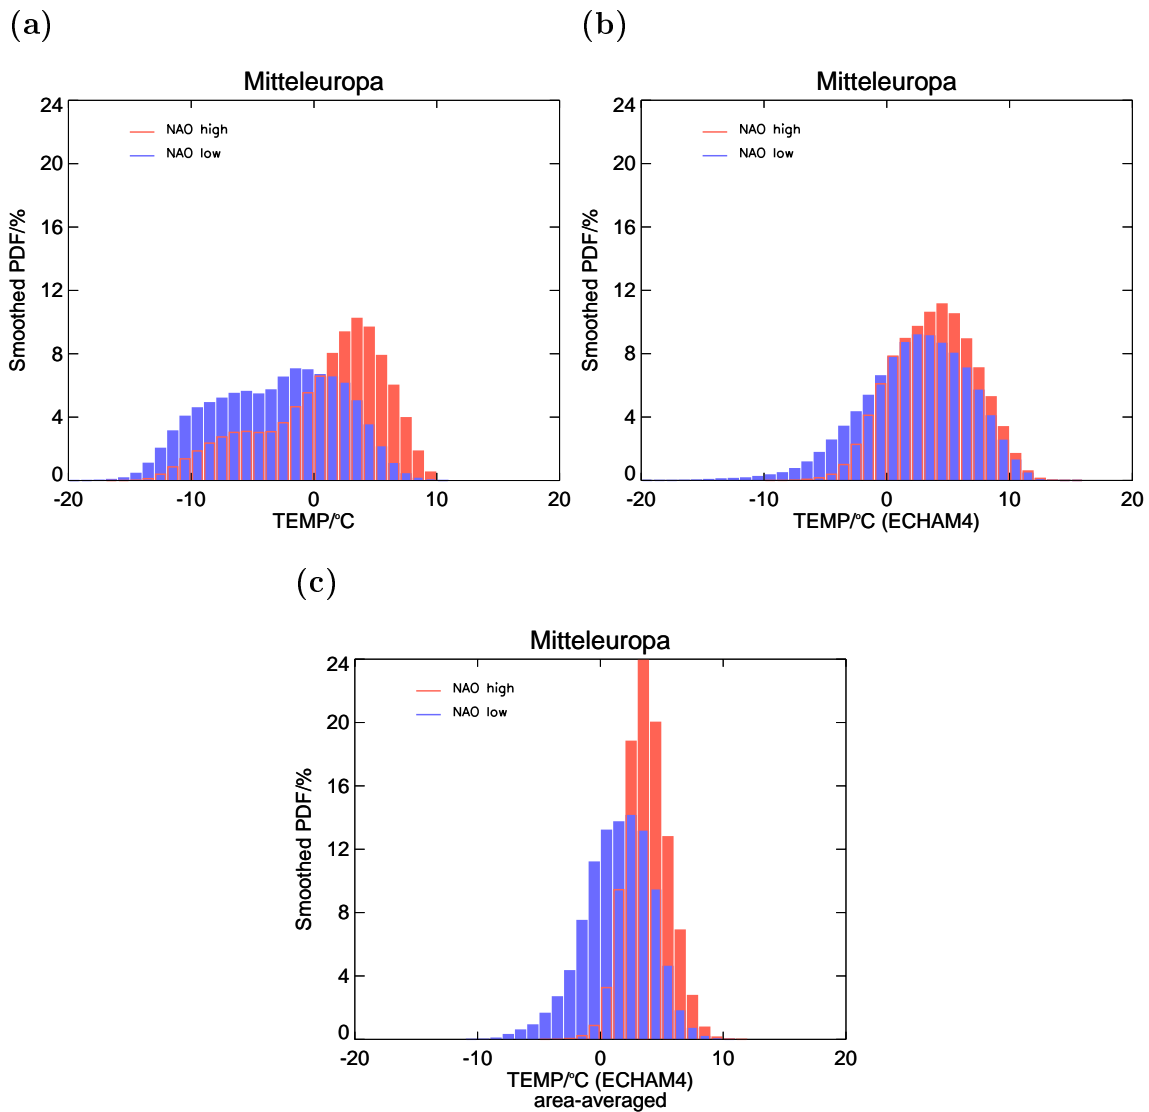 (a)
Mitteleuropa
24
20
16
12
8
4
0
Smoothed PDF/%
NAO high
NAO low
-20 -10 0 10 20
TEMP/°C
(b)
Mitteleuropa
24
20
16
12
8
4
0
Smoothed PDF/%
NAO high
NAO low
-20 -10 0 10 20
TEMP/°C (ECHAM4)
(c)
Mitteleuropa
24
20
16
12
8
4
0
Smoothed PDF/%
NAO high
NAO low
-20 -10 0 10 20
TEMP/°C (ECHAM4)
area-averaged